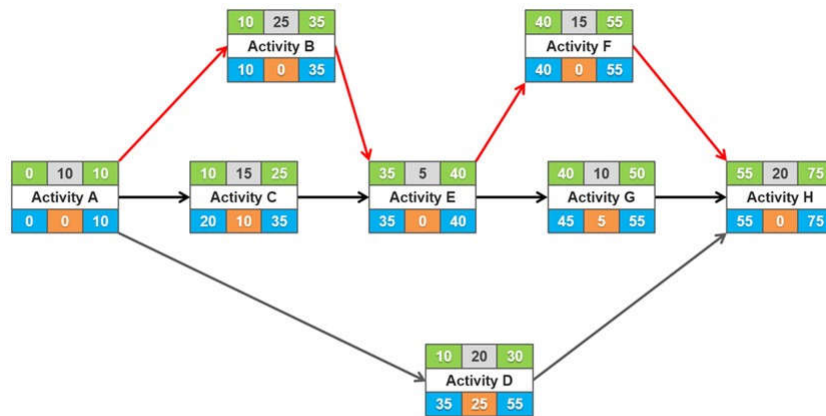 10 25 35
Activity B
10 0 35
40 15 55
Activity F
40 0 55
0 10 10
Activity A
0 0 10
10 15 25
Activity C
20 10 35
35 5 40
Activity E
35 0 40
40 10 50
Activity G
45 5 55
55 20 75
Activity H
55 0 75
10 20 30
Activity D
35 25 55